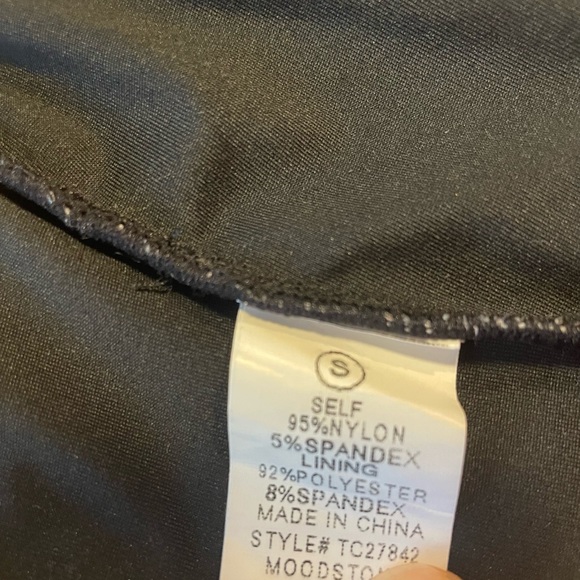 S
SELF
95%NYLON
5%SPANDEX
LINING
92%POLYESTER
8%SPANDEX
MADE IN CHINA
STYLE# TC27842